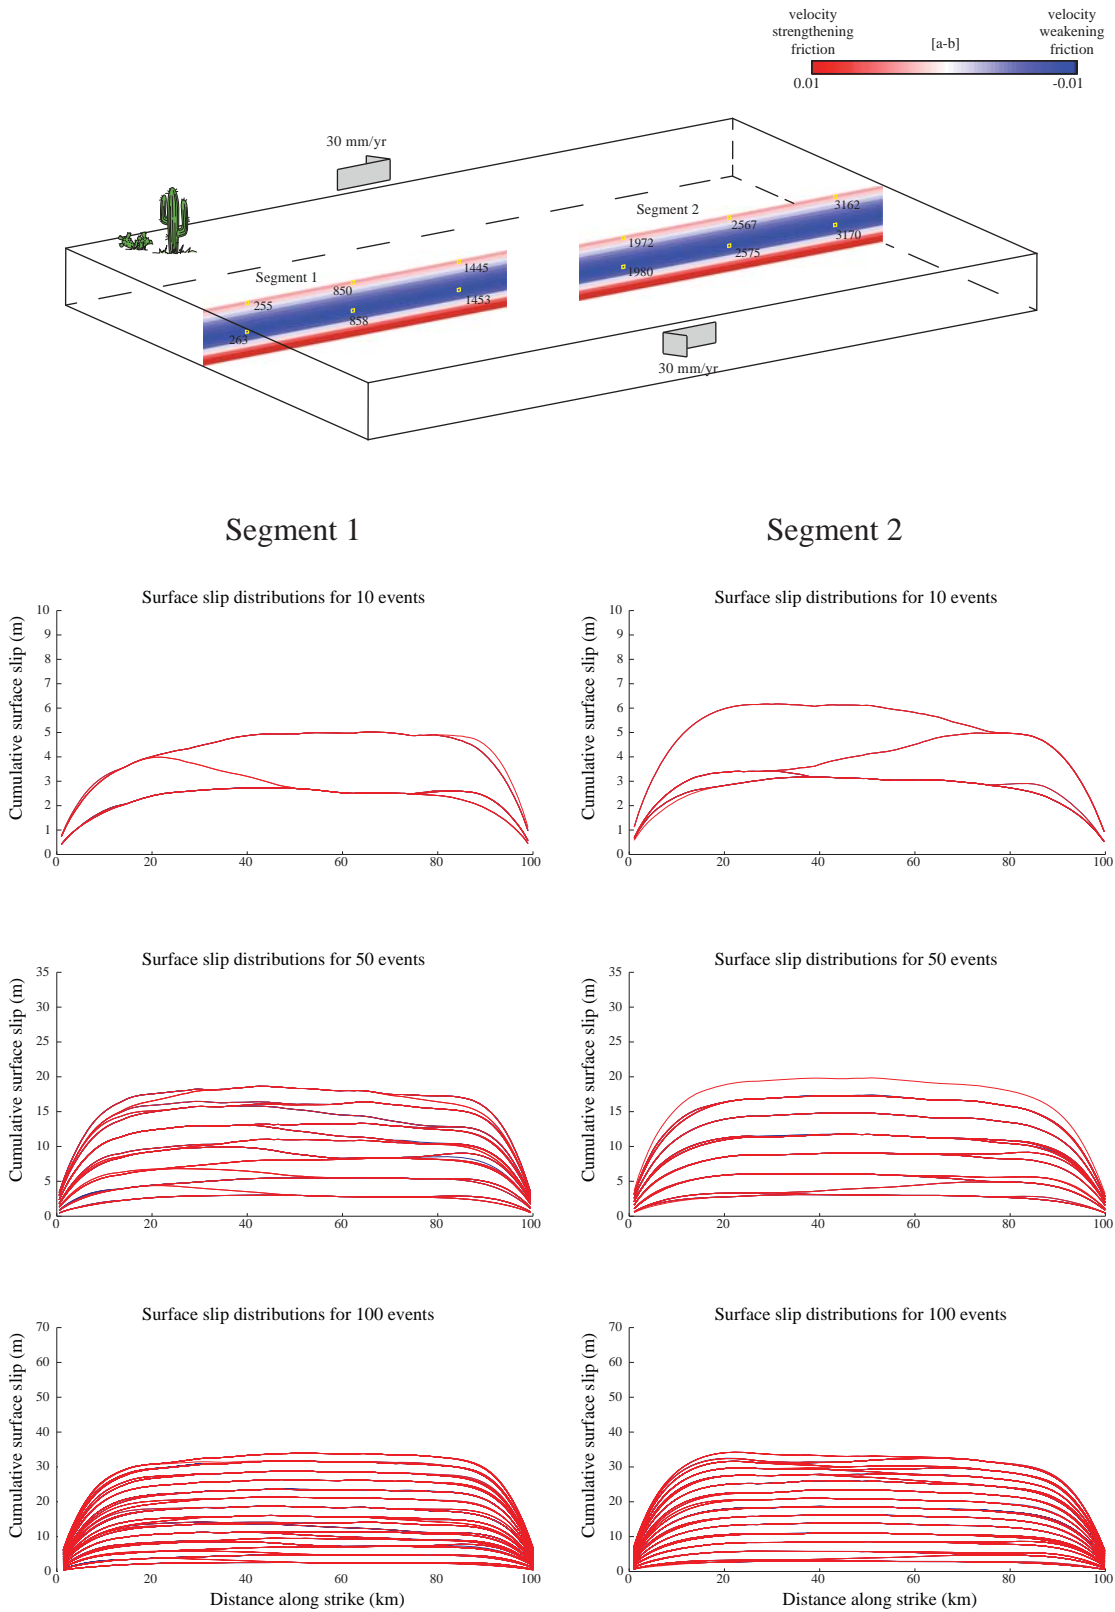 velocity strengthening friction
[a-b]
velocity weakening friction
0.01
-0.01
30 mm/yr
Segment 2
3162
2567
1972
3170
2575
1980
Segment 1
1445
850
255
1453
858
263
30 mm/yr
Segment 1
Segment 2
Surface slip distributions for 10 events
Cumulative surface slip (m)
10
9
8
7
6
5
4
3
2
1
0
0 20 40 60 80 100
Surface slip distributions for 10 events
Cumulative surface slip (m)
10
9
8
7
6
5
4
3
2
1
0
0 20 40 60 80 100
Surface slip distributions for 50 events
Cumulative surface slip (m)
35
30
25
20
15
10
5
0
0 20 40 60 80 100
Surface slip distributions for 50 events
Cumulative surface slip (m)
35
30
25
20
15
10
5
0
0 20 40 60 80 100
Surface slip distributions for 100 events
Cumulative surface slip (m)
70
60
50
40
30
20
10
0
0 20 40 60 80 100
Distance along strike (km)
Surface slip distributions for 100 events
Cumulative surface slip (m)
70
60
50
40
30
20
10
0
0 20 40 60 80 100
Distance along strike (km)